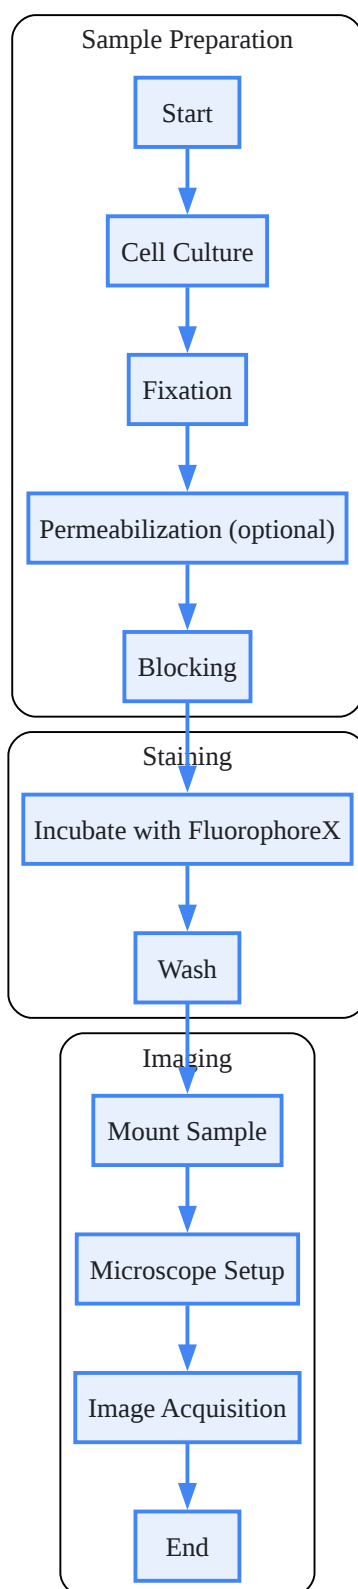 Sample Preparation
Start
Cell Culture
Fixation
Permeabilization (optional)
Blocking
Staining
Incubate with FluorophoreX
Wash
Imaging
Mount Sample
Microscope Setup
Image Acquisition
End